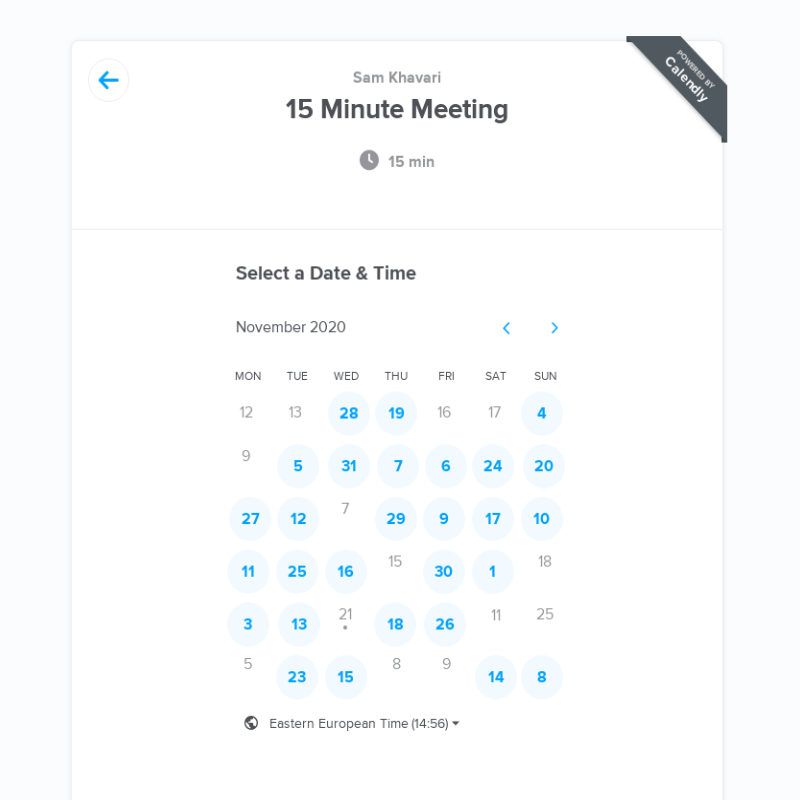 Sam Khavari
POWERED BY
Calendly
15 Minute Meeting
15 min
Select a Date & Time
November 2020
MON TUE WED THU FRI SAT SUN
12 13 28 19 16 17 4
9 5 31 7 6 24 20
27 12 7 29 9 17 10
11 25 16 15 30 1 18
3 13 21 18 26 11 25
5 23 15 8 9 14 8
Eastern European Time (14:56)